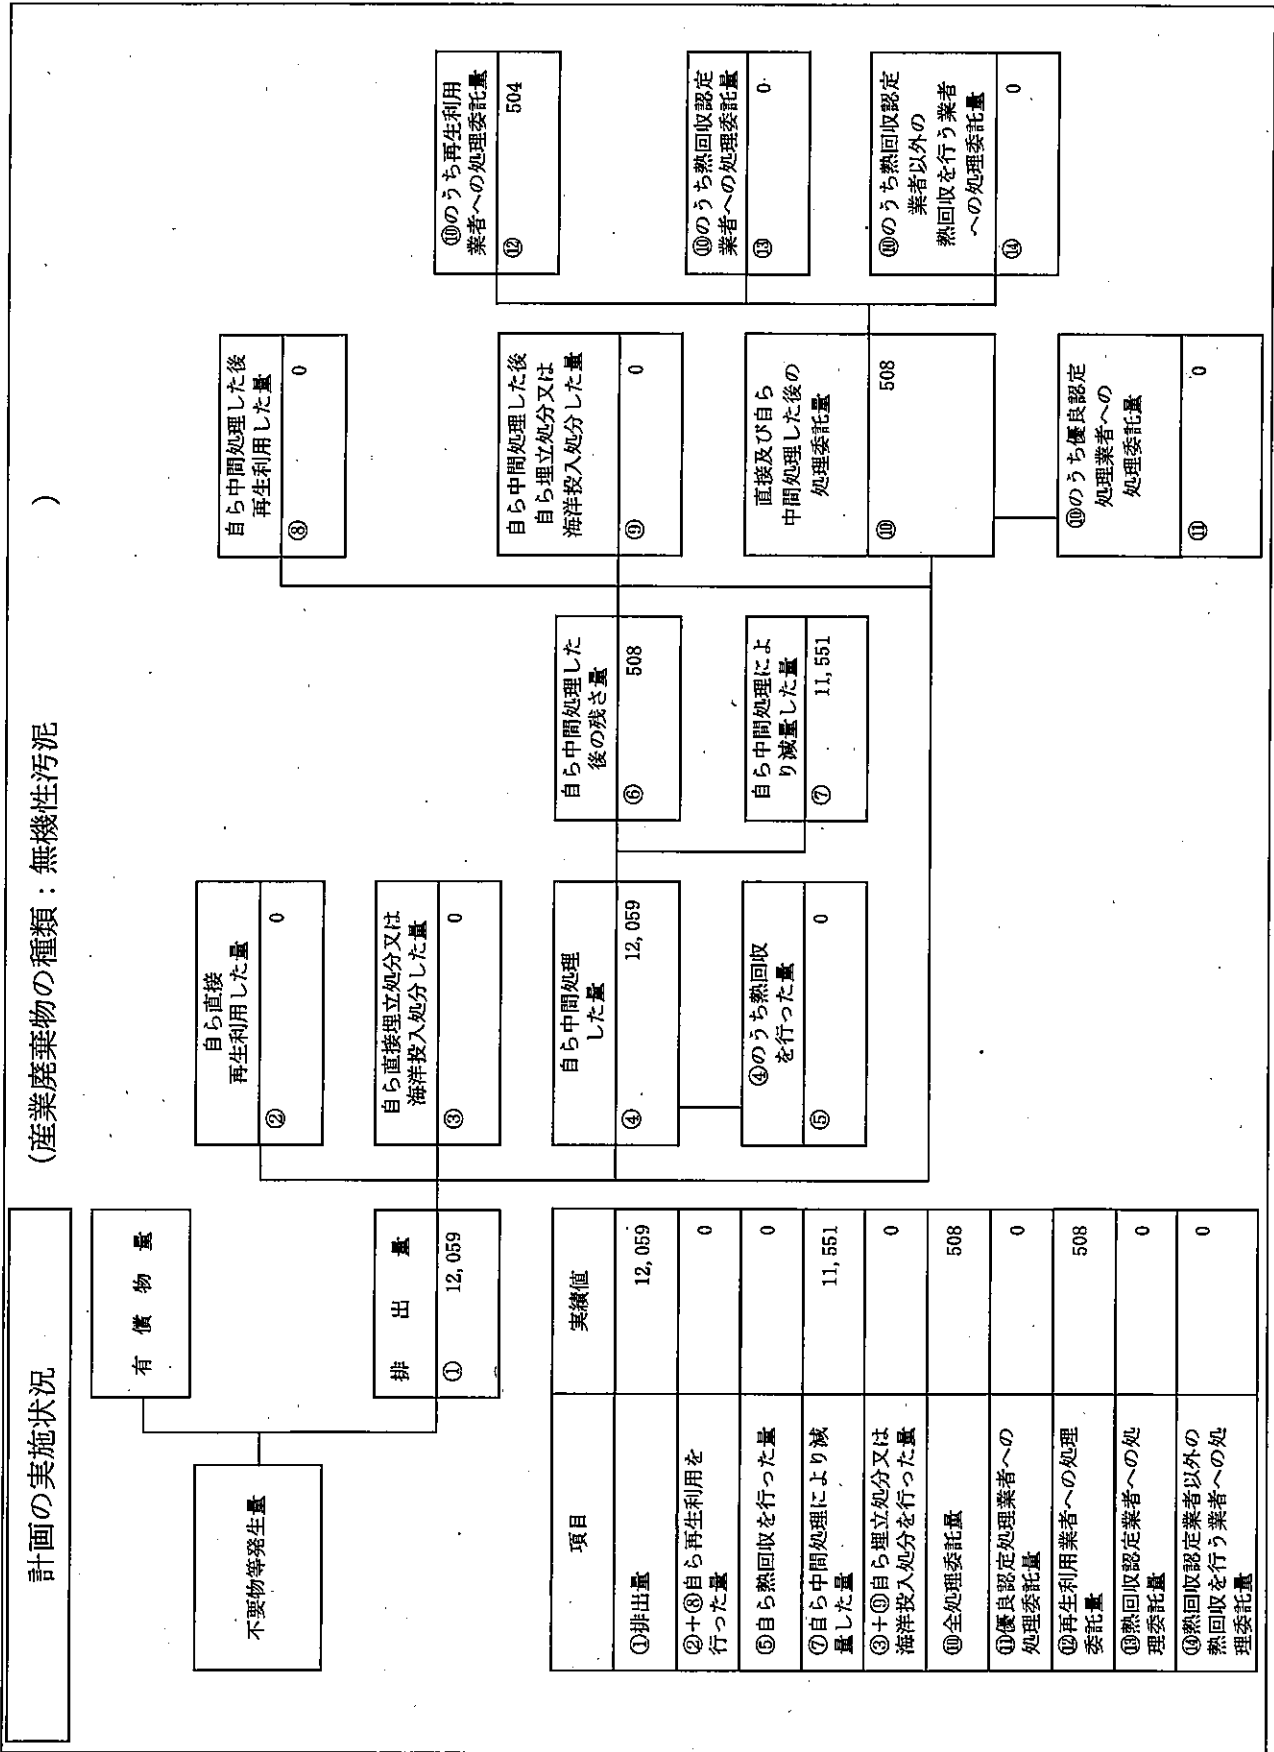 計画の実施状況
（産業廃棄物の種類：無機性汚泥　　　　　　）
不要物等発生量
有償物量
排出量
① 12,059
自ら直接
再生利用した量
② 0
自ら直接埋立処分又は
海洋投入処分した量
③ 0
自ら中間処理
した量
④ 12,059
④のうち熱回収
を行った量
⑤ 0
自ら中間処理した
後の残さ量
⑥ 508
自ら中間処理によ
り減量した量
⑦ 11,551
自ら中間処理した後
再生利用した量
⑧ 0
自ら中間処理した後
自ら埋立処分又は
海洋投入処分した量
⑨ 0
直接及び自ら
中間処理した後の
処理委託量
⑩ 508
⑩のうち優良認定
処理業者への
処理委託量
⑪ 0
⑩のうち再生利用
業者への処理委託量
⑫ 504
⑩のうち熱回収認定
業者への処理委託量
⑬ 0
⑩のうち熱回収認定
業者以外の
熱回収を行う業者
への処理委託量
⑭ 0
項目 実績値
①排出量 12,059
②＋⑧自ら再生利用を
行った量 0
⑤自ら熱回収を行った量 0
⑦自ら中間処理により減
量した量 11,551
③＋⑨自ら埋立処分又は
海洋投入処分を行った量 0
⑩全処理委託量 508
⑪優良認定処理業者への
処理委託量 0
⑫再生利用業者への処理
委託量 508
⑬熱回収認定業者への処
理委託量 0
⑭熱回収認定業者以外の
熱回収を行う業者への処
理委託量 0